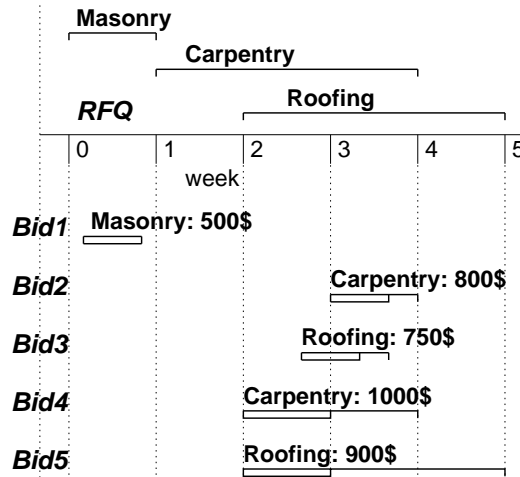 Masonry
Carpentry
Roofing
RFQ
0 1 2 3 4 5
week
Bid1 Masonry: 500$
Bid2 Carpentry: 800$
Bid3 Roofing: 750$
Bid4 Carpentry: 1000$
Bid5 Roofing: 900$